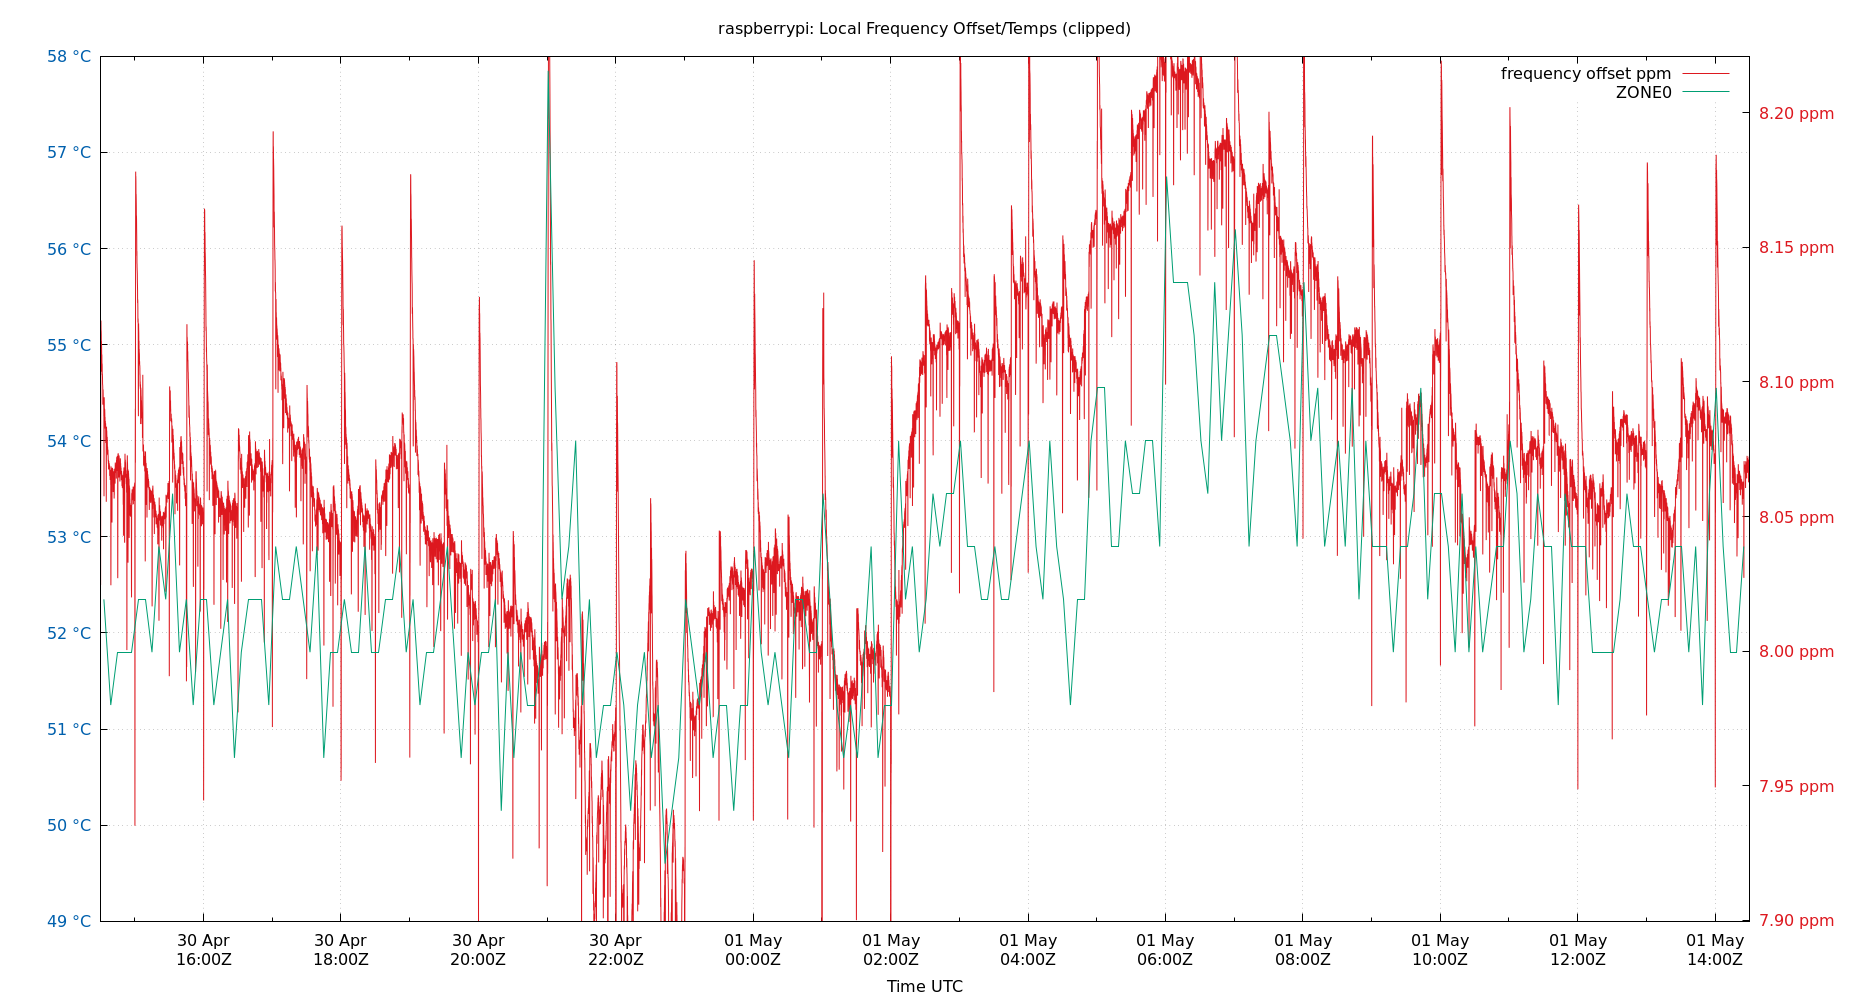 raspberrypi: Local Frequency Offset/Temps (clipped)
frequency offset ppm
ZONE0
58 °C
57 °C
56 °C
55 °C
54 °C
53 °C
52 °C
51 °C
50 °C
49 °C
8.20 ppm
8.15 ppm
8.10 ppm
8.05 ppm
8.00 ppm
7.95 ppm
7.90 ppm
30 Apr
16:00Z
30 Apr
18:00Z
30 Apr
20:00Z
30 Apr
22:00Z
01 May
00:00Z
01 May
02:00Z
01 May
04:00Z
01 May
06:00Z
01 May
08:00Z
01 May
10:00Z
01 May
12:00Z
01 May
14:00Z
Time UTC